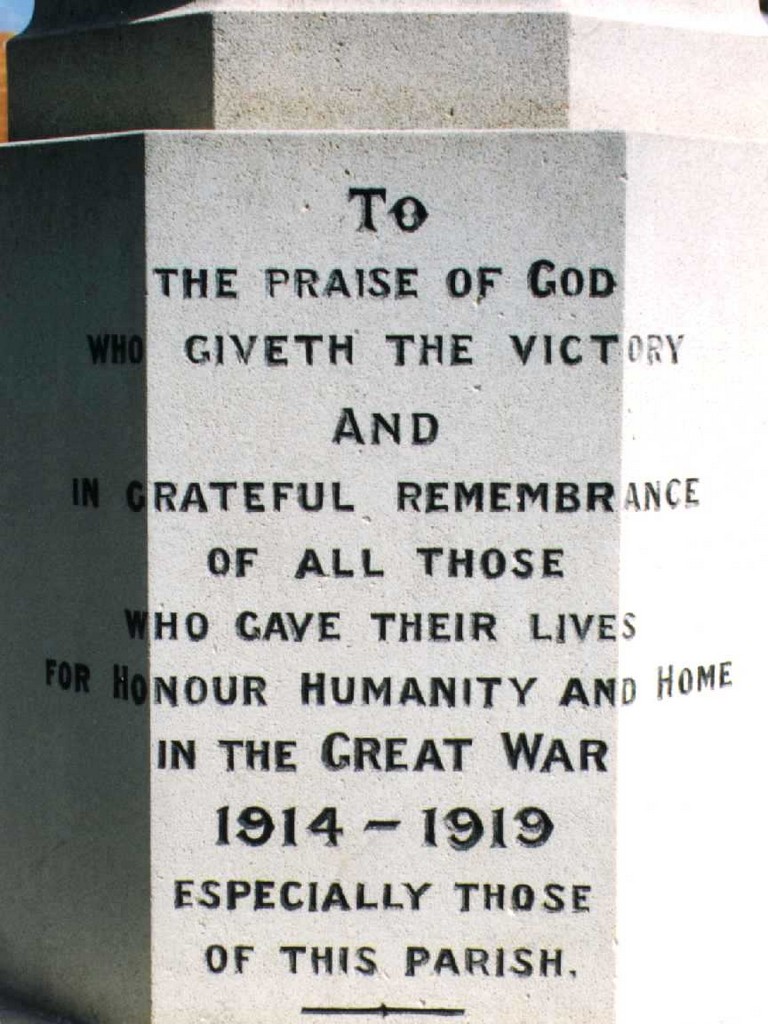 To
THE PRAISE OF GOD
WHO GIVETH THE VICTORY
AND
IN GRATEFUL REMEMBRANCE
OF ALL THOSE
WHO GAVE THEIR LIVES
FOR HONOUR HUMANITY AND HOME
IN THE GREAT WAR
1914 – 1919
ESPECIALLY THOSE
OF THIS PARISH.